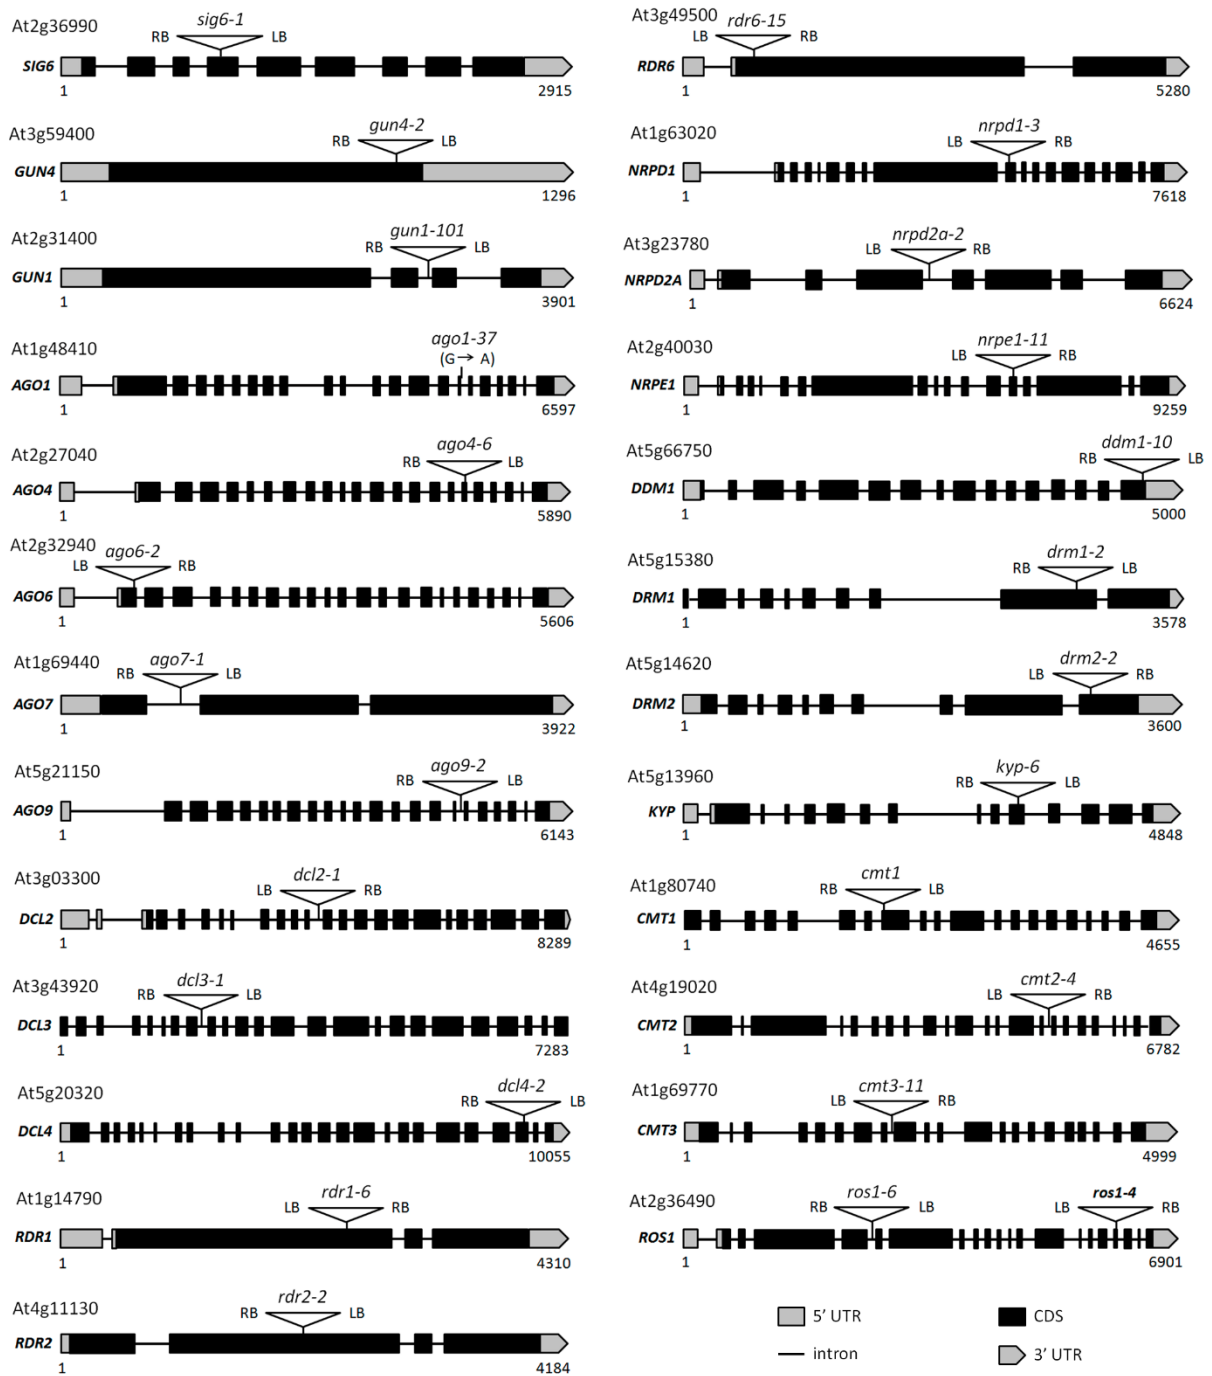 At2g36990
sig6-1
RB LB
SIG6
1 2915
At3g59400
gun4-2
RB LB
GUN4
1 1296
At2g31400
gun1-101
RB LB
GUN1
1 3901
At1g48410
ago1-37
(G → A)
AGO1
1 6597
At2g27040
ago4-6
RB LB
AGO4
1 5890
At2g32940
ago6-2
LB RB
AGO6
1 5606
At1g69440
ago7-1
RB LB
AGO7
1 3922
At5g21150
ago9-2
RB LB
AGO9
1 6143
At3g03300
dcl2-1
LB RB
DCL2
1 8289
At3g43920
dcl3-1
RB LB
DCL3
1 7283
At5g20320
dcl4-2
RB LB
DCL4
1 10055
At1g14790
rdr1-6
LB RB
RDR1
1 4310
At4g11130
rdr2-2
RB LB
RDR2
1 4184
At3g49500
rdr6-15
LB RB
RDR6
1 5280
At1g63020
nrpd1-3
LB RB
NRPD1
1 7618
At3g23780
nrpd2a-2
LB RB
NRPD2A
1 6624
At2g40030
nrpe1-11
LB RB
NRPE1
1 9259
At5g66750
ddm1-10
RB LB
DDM1
1 5000
At5g15380
drm1-2
RB LB
DRM1
1 3578
At5g14620
drm2-2
LB RB
DRM2
1 3600
At5g13960
kyp-6
RB LB
KYP
1 4848
At1g80740
cmt1
RB LB
CMT1
1 4655
At4g19020
cmt2-4
LB RB
CMT2
1 6782
At1g69770
cmt3-11
LB RB
CMT3
1 4999
At2g36490
ros1-6 ros1-4
RB LB LB RB
ROS1
1 6901
5' UTR CDS
intron 3' UTR